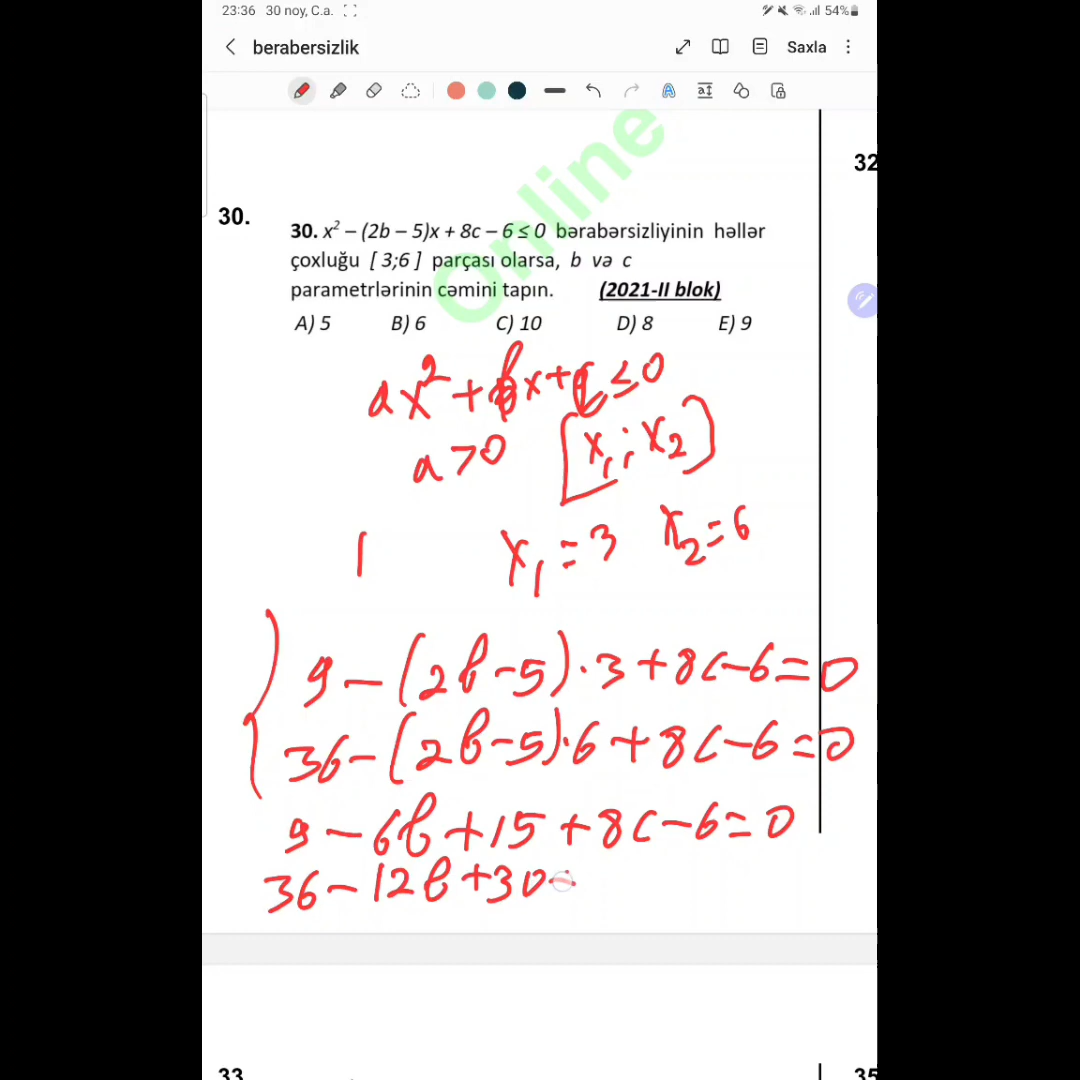 23:36 30 noy, C.a. 54%
berabersizlik Saxla
32
Online
30.
30. x² – (2b – 5)x + 8c – 6 ≤ 0 bərabərsizliyinin həllər
çoxluğu [ 3;6 ] parçası olarsa, b və c
parametrlərinin cəmini tapın. (2021-II blok)
A) 5 B) 6 C) 10 D) 8 E) 9
ax² + bx + c ≤ 0
a > 0 [x₁; x₂]
1 x₁ = 3 x₂ = 6
9 – (2b – 5) · 3 + 8c – 6 = 0
36 – (2b – 5) · 6 + 8c – 6 = 0
9 – 6b + 15 + 8c – 6 = 0
36 – 12b + 30
33 35